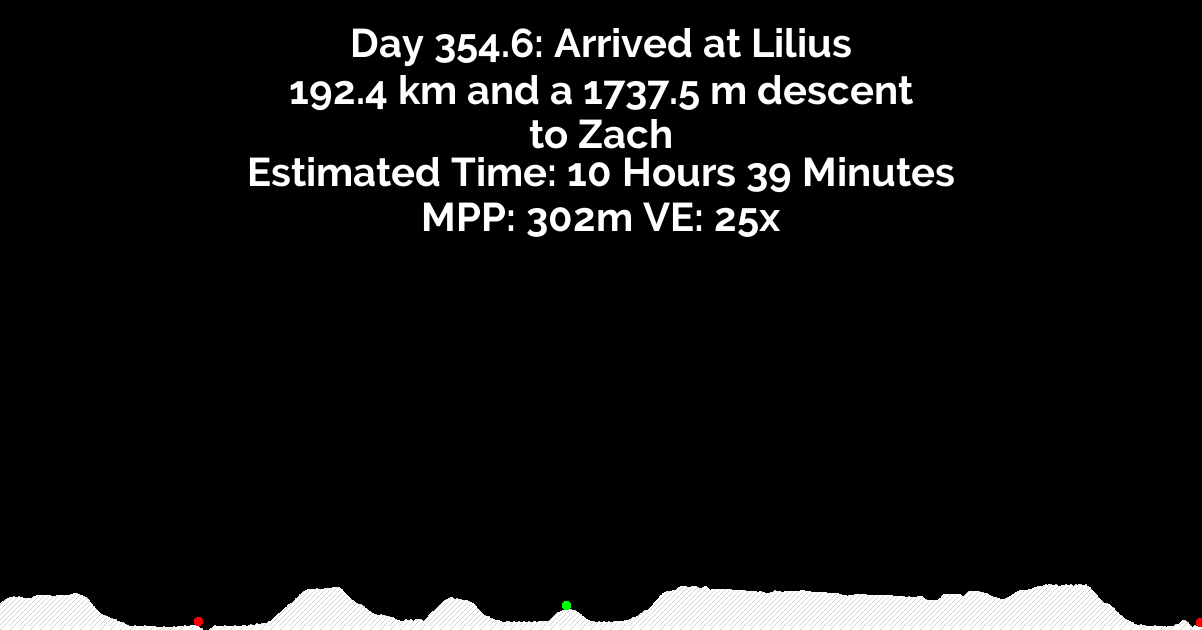 Day 354.6: Arrived at Lilius
192.4 km and a 1737.5 m descent
to Zach
Estimated Time: 10 Hours 39 Minutes
MPP: 302m VE: 25x